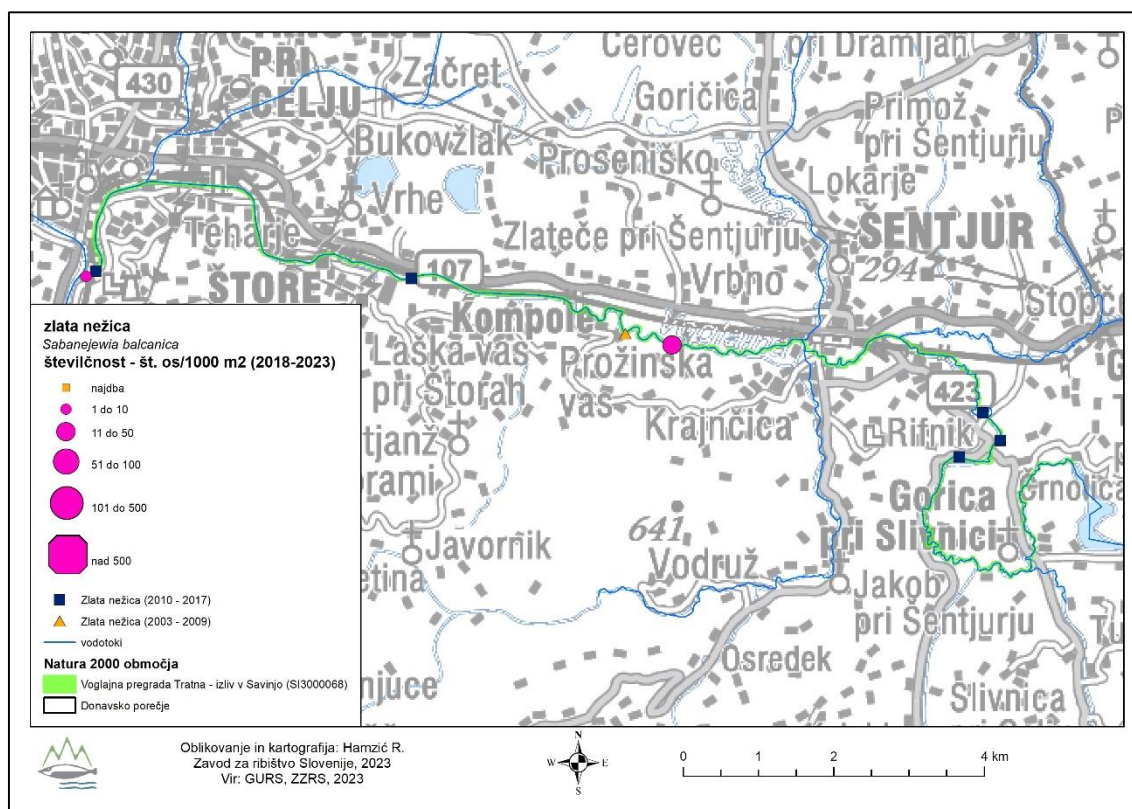 Cerovec
pri Dramljah
PRI
CELJU
Začret
430
Goričica
Primož
pri Šentjurju
Bukovžlak
Prosenisko
Vrhe
Lokarje
Teharje
Zlateče pri Šentjurju
ŠENTJUR
294
ŠTORE
107
Vrbno
Kompole
Laška vas
pri Štorah
Prožinska
vas
423
Krajnčica
Rifnik
Gorica
pri Slivnici
641
Javornik
Vodruž
Jakob
pri Šentjurju
Osredek
Slivnica
zlata nežica
Sabanejewia balcanica
številčnost - št. os/1000 m2 (2018-2023)
najdba
1 do 10
11 do 50
51 do 100
101 do 500
nad 500
Zlata nežica (2010 - 2017)
Zlata nežica (2003 - 2009)
vodotoki
Natura 2000 območja
Voglajna pregrada Tratna - izliv v Savinjo (SI3000068)
Donavsko porečje
Oblikovanje in kartografija: Hamzić R.
Zavod za ribištvo Slovenije, 2023
Vir: GURS, ZZRS, 2023
N
W E
S
0 1 2 4 km